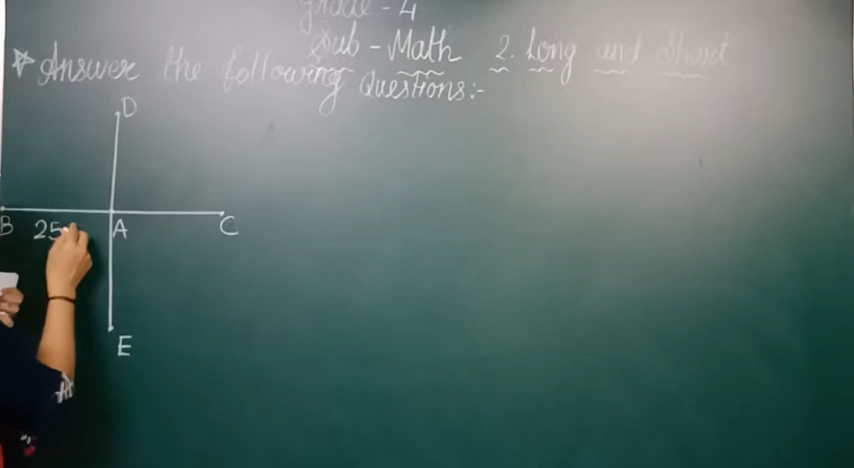 Grade - 4
Sub - Math 2. Long and Short
Answer the following Questions:-
D
B 25 A C
E